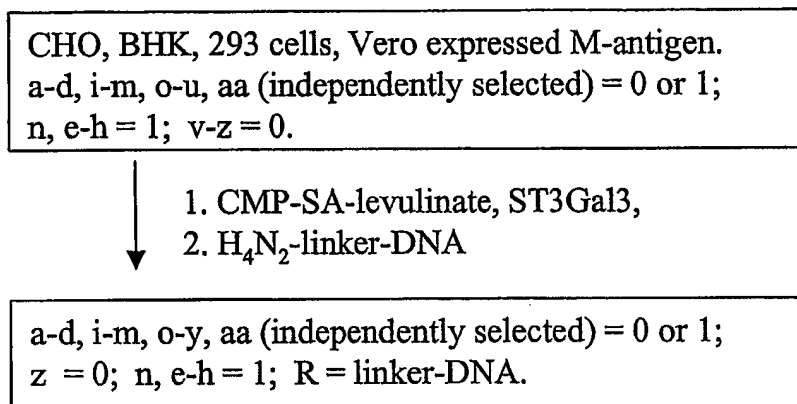 CHO, BHK, 293 cells, Vero expressed M-antigen.
a-d, i-m, o-u, aa (independently selected) = 0 or 1;
n, e-h = 1; v-z = 0.
1. CMP-SA-levulinate, ST3Gal3,
2. H₄N₂-linker-DNA
a-d, i-m, o-y, aa (independently selected) = 0 or 1;
z = 0; n, e-h = 1; R = linker-DNA.